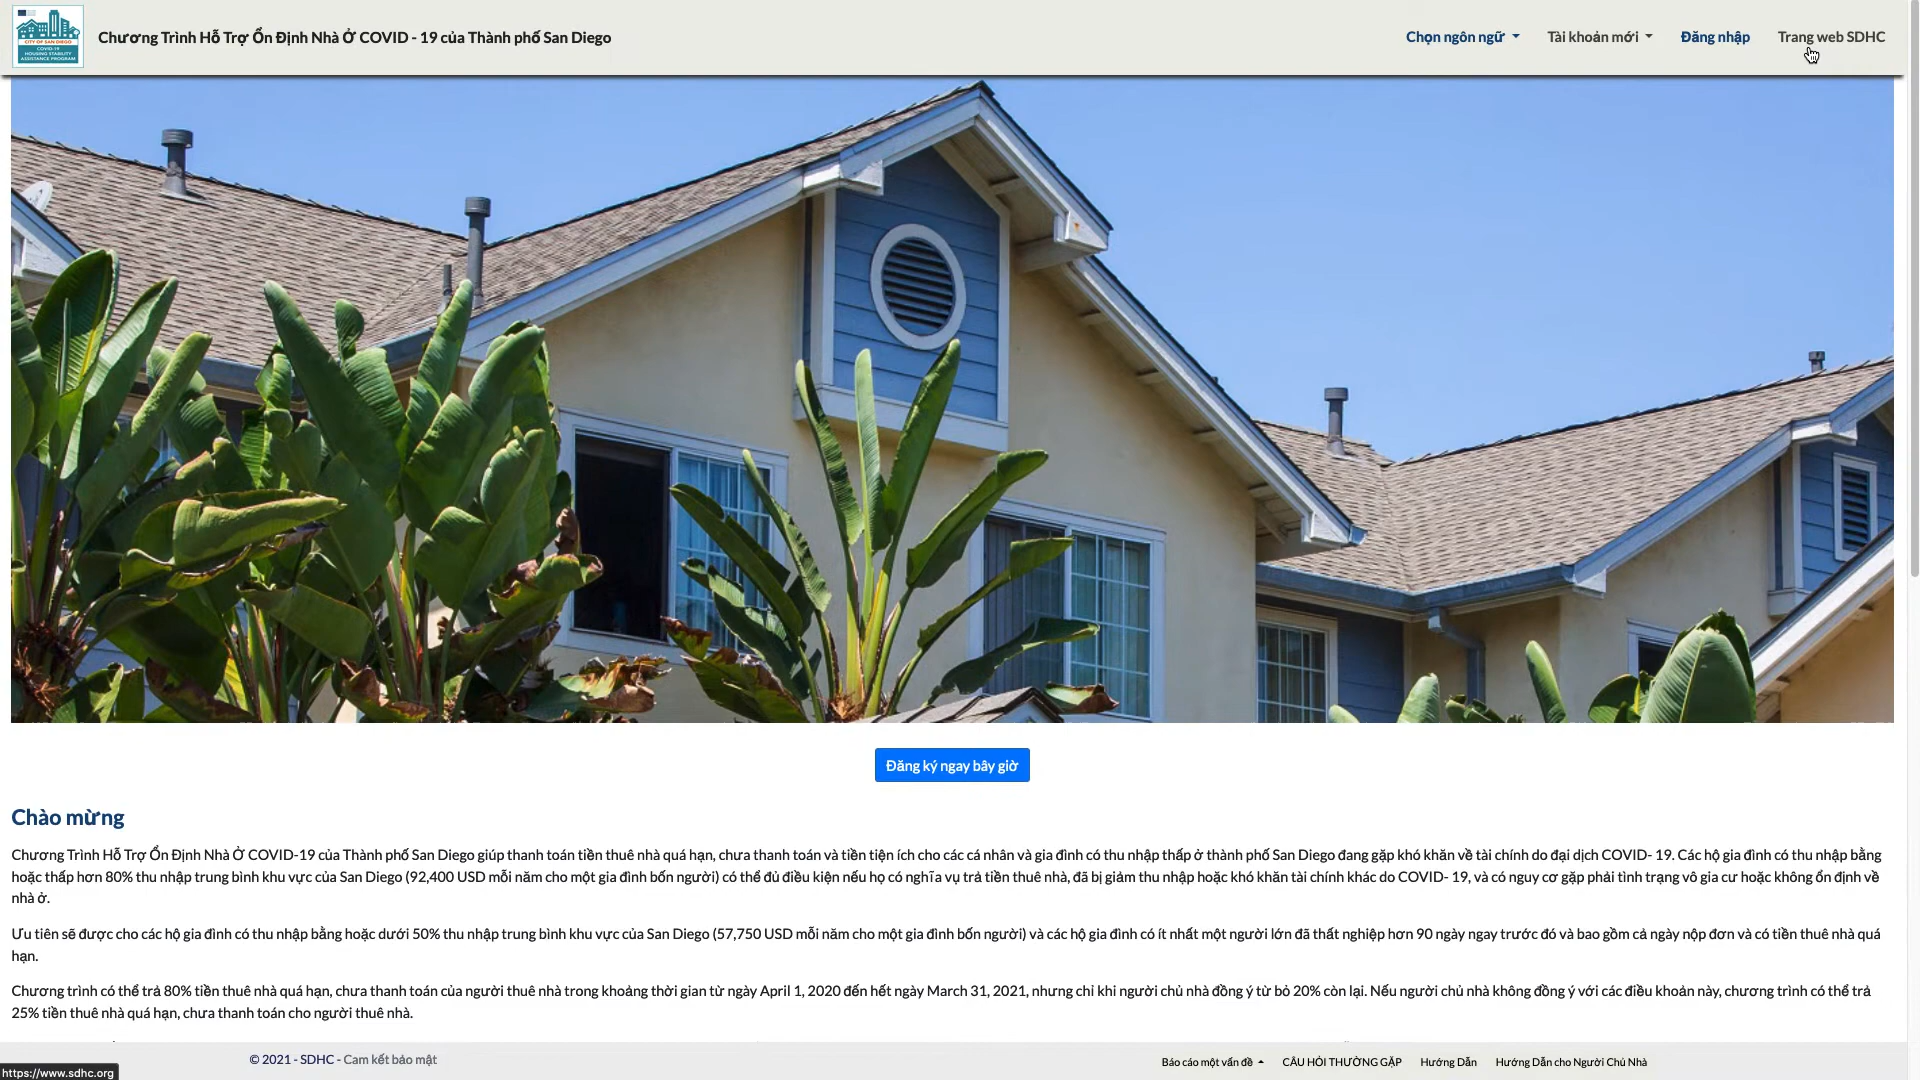 CITY OF SAN DIEGO
COVID-19
HOUSING STABILITY
ASSISTANCE PROGRAM
Chương Trình Hỗ Trợ Ổn Định Nhà Ở COVID - 19 của Thành phố San Diego
Chọn ngôn ngữ
Tài khoản mới
Đăng nhập
Trang web SDHC
Đăng ký ngay bây giờ
Chào mừng
Chương Trình Hỗ Trợ Ổn Định Nhà Ở COVID-19 của Thành phố San Diego giúp thanh toán tiền thuê nhà quá hạn, chưa thanh toán và tiền tiện ích cho các cá nhân và gia đình có thu nhập thấp ở thành phố San Diego đang gặp khó khăn về tài chính do đại dịch COVID- 19. Các hộ gia đình có thu nhập bằng
hoặc thấp hơn 80% thu nhập trung bình khu vực của San Diego (92,400 USD mỗi năm cho một gia đình bốn người) có thể đủ điều kiện nếu họ có nghĩa vụ trả tiền thuê nhà, đã bị giảm thu nhập hoặc khó khăn tài chính khác do COVID- 19, và có nguy cơ gặp phải tình trạng vô gia cư hoặc không ổn định về
nhà ở.
Ưu tiên sẽ được cho các hộ gia đình có thu nhập bằng hoặc dưới 50% thu nhập trung bình khu vực của San Diego (57,750 USD mỗi năm cho một gia đình bốn người) và các hộ gia đình có ít nhất một người lớn đã thất nghiệp hơn 90 ngày ngay trước đó và bao gồm cả ngày nộp đơn và có tiền thuê nhà quá
hạn.
Chương trình có thể trả 80% tiền thuê nhà quá hạn, chưa thanh toán của người thuê nhà trong khoảng thời gian từ ngày April 1, 2020 đến hết ngày March 31, 2021, nhưng chỉ khi người chủ nhà đồng ý từ bỏ 20% còn lại. Nếu người chủ nhà không đồng ý với các điều khoản này, chương trình có thể trả
25% tiền thuê nhà quá hạn, chưa thanh toán cho người thuê nhà.
© 2021 - SDHC - Cam kết bảo mật
Báo cáo một vấn đề
CÂU HỎI THƯỜNG GẶP
Hướng Dẫn
Hướng Dẫn cho Người Chủ Nhà
https://www.sdhc.org